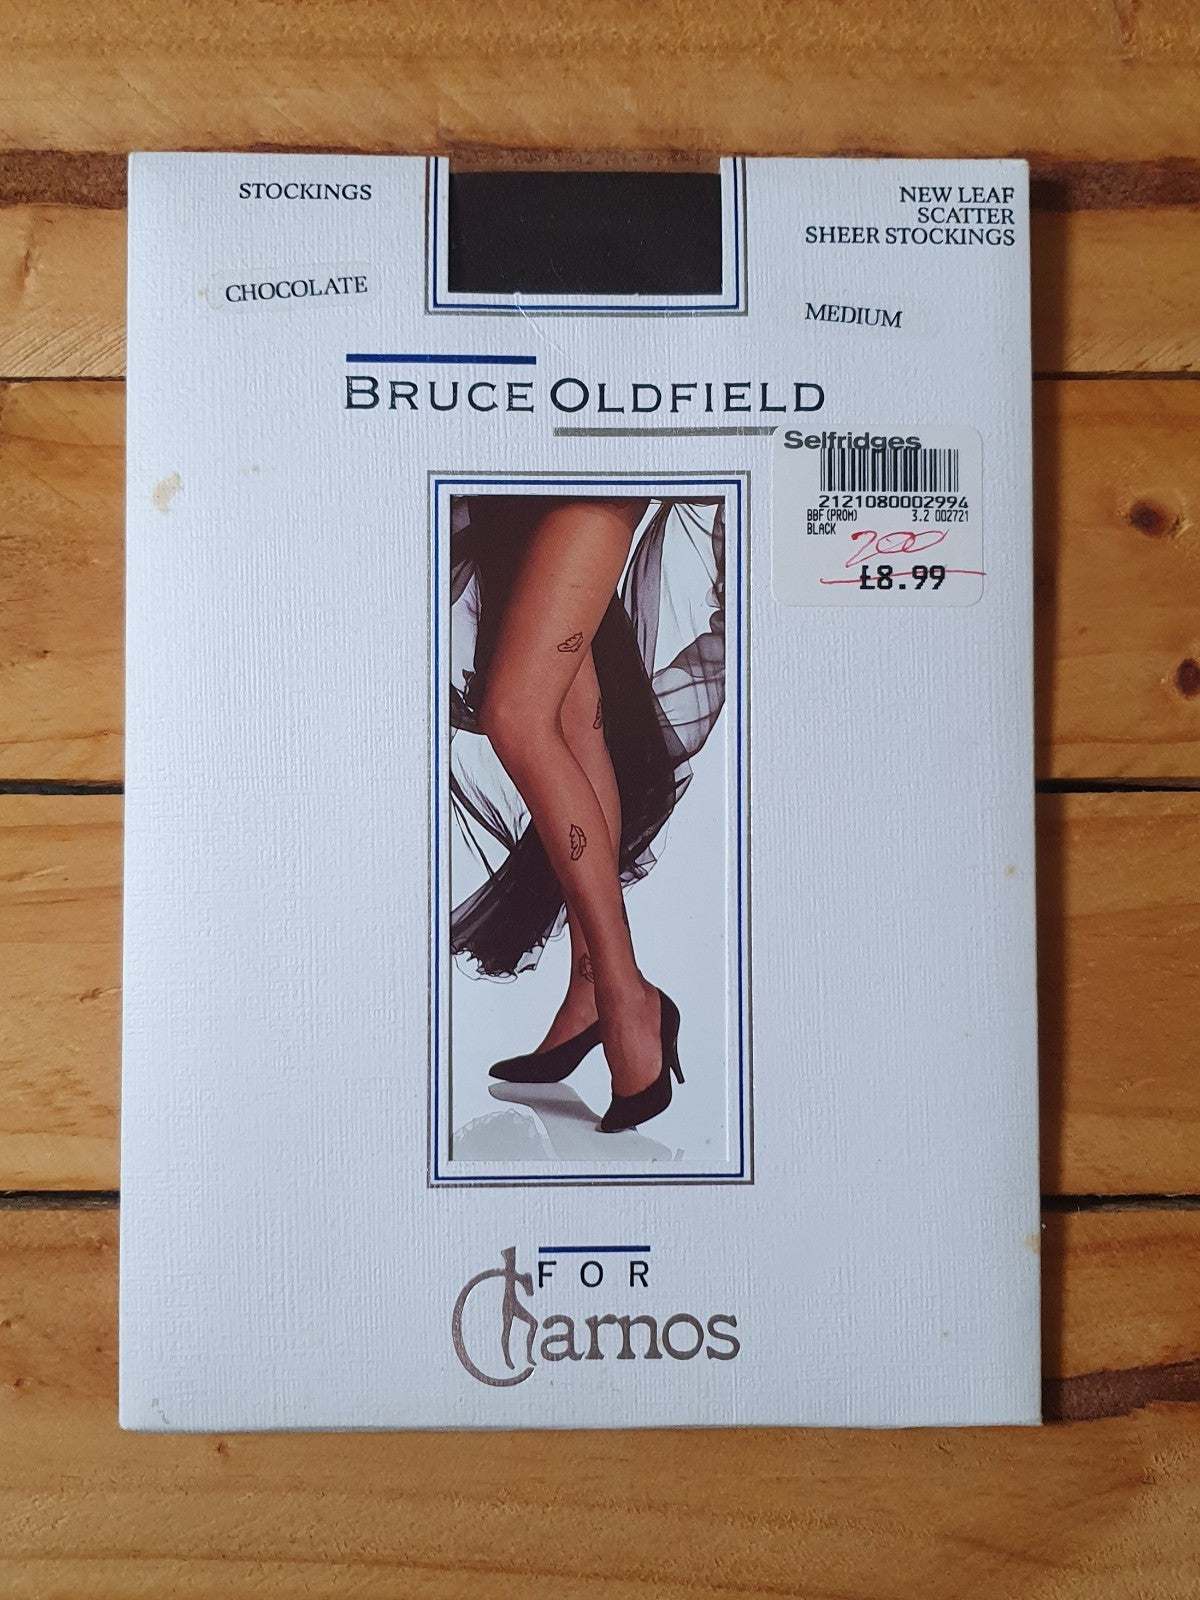 STOCKINGS
NEW LEAF
SCATTER
SHEER STOCKINGS
CHOCOLATE
MEDIUM
BRUCE OLDFIELD
Selfridges
2121080002994
BBF (PROM) 3.2 002721
BLACK
200
£8.99
FOR
Charnos